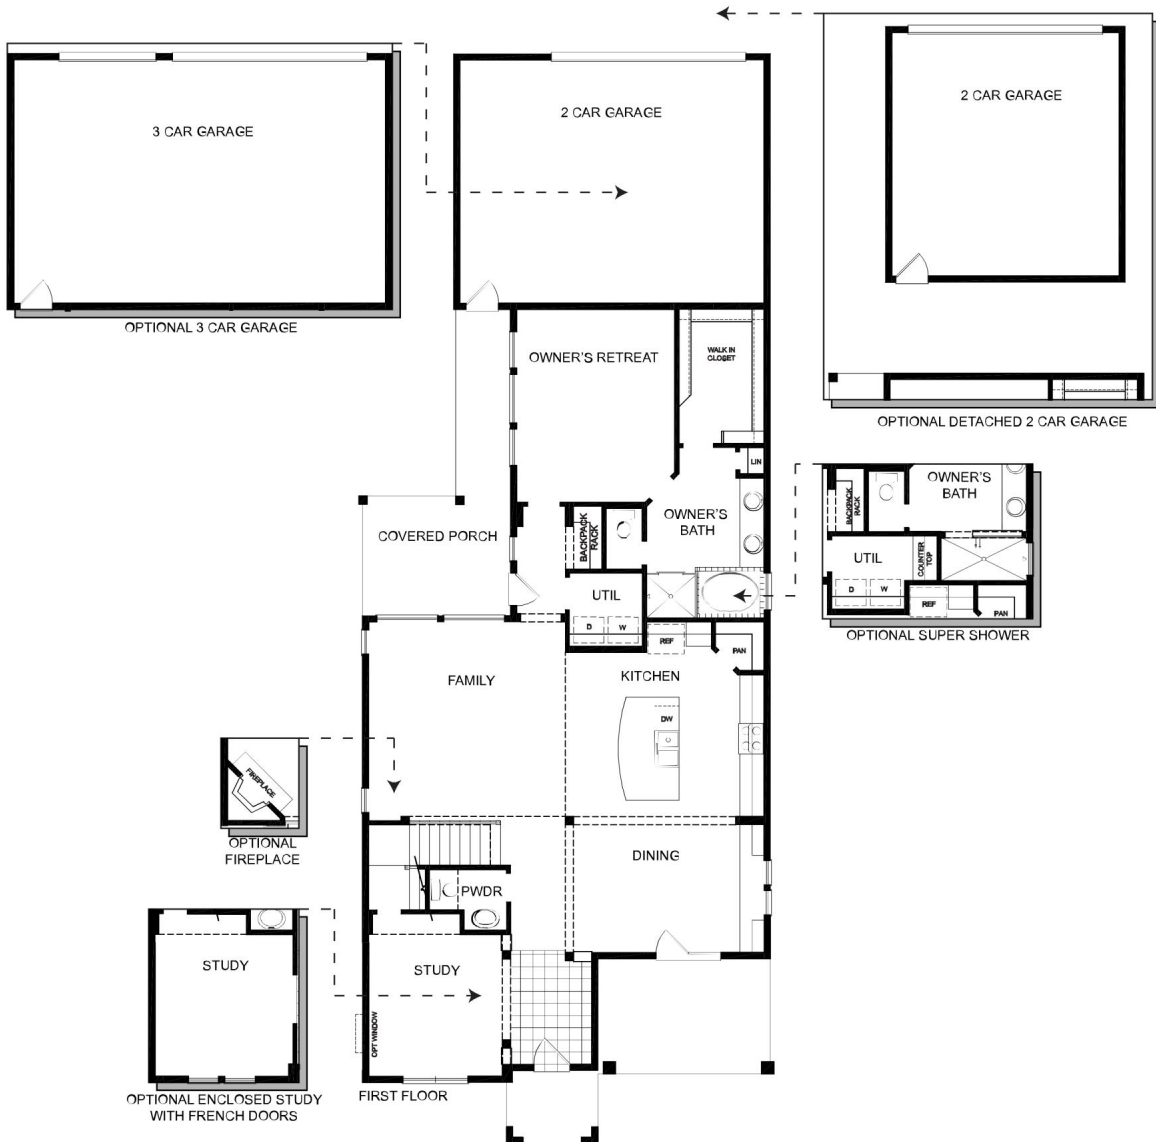 3 CAR GARAGE
OPTIONAL 3 CAR GARAGE
2 CAR GARAGE
2 CAR GARAGE
OPTIONAL DETACHED 2 CAR GARAGE
OWNER'S RETREAT
WALK IN
CLOSET
LIN
OWNER'S
BATH
BACKPACK
RACK
COVERED PORCH
UTIL
D
W
REF
PAN
OWNER'S
BATH
BACKPACK
RACK
UTIL
COUNTER
TOP
D
W
REF
PAN
OPTIONAL SUPER SHOWER
FAMILY
KITCHEN
DW
FIREPLACE
OPTIONAL
FIREPLACE
DINING
PWDR
STUDY
OPT WINDOW
STUDY
OPTIONAL ENCLOSED STUDY
WITH FRENCH DOORS
FIRST FLOOR